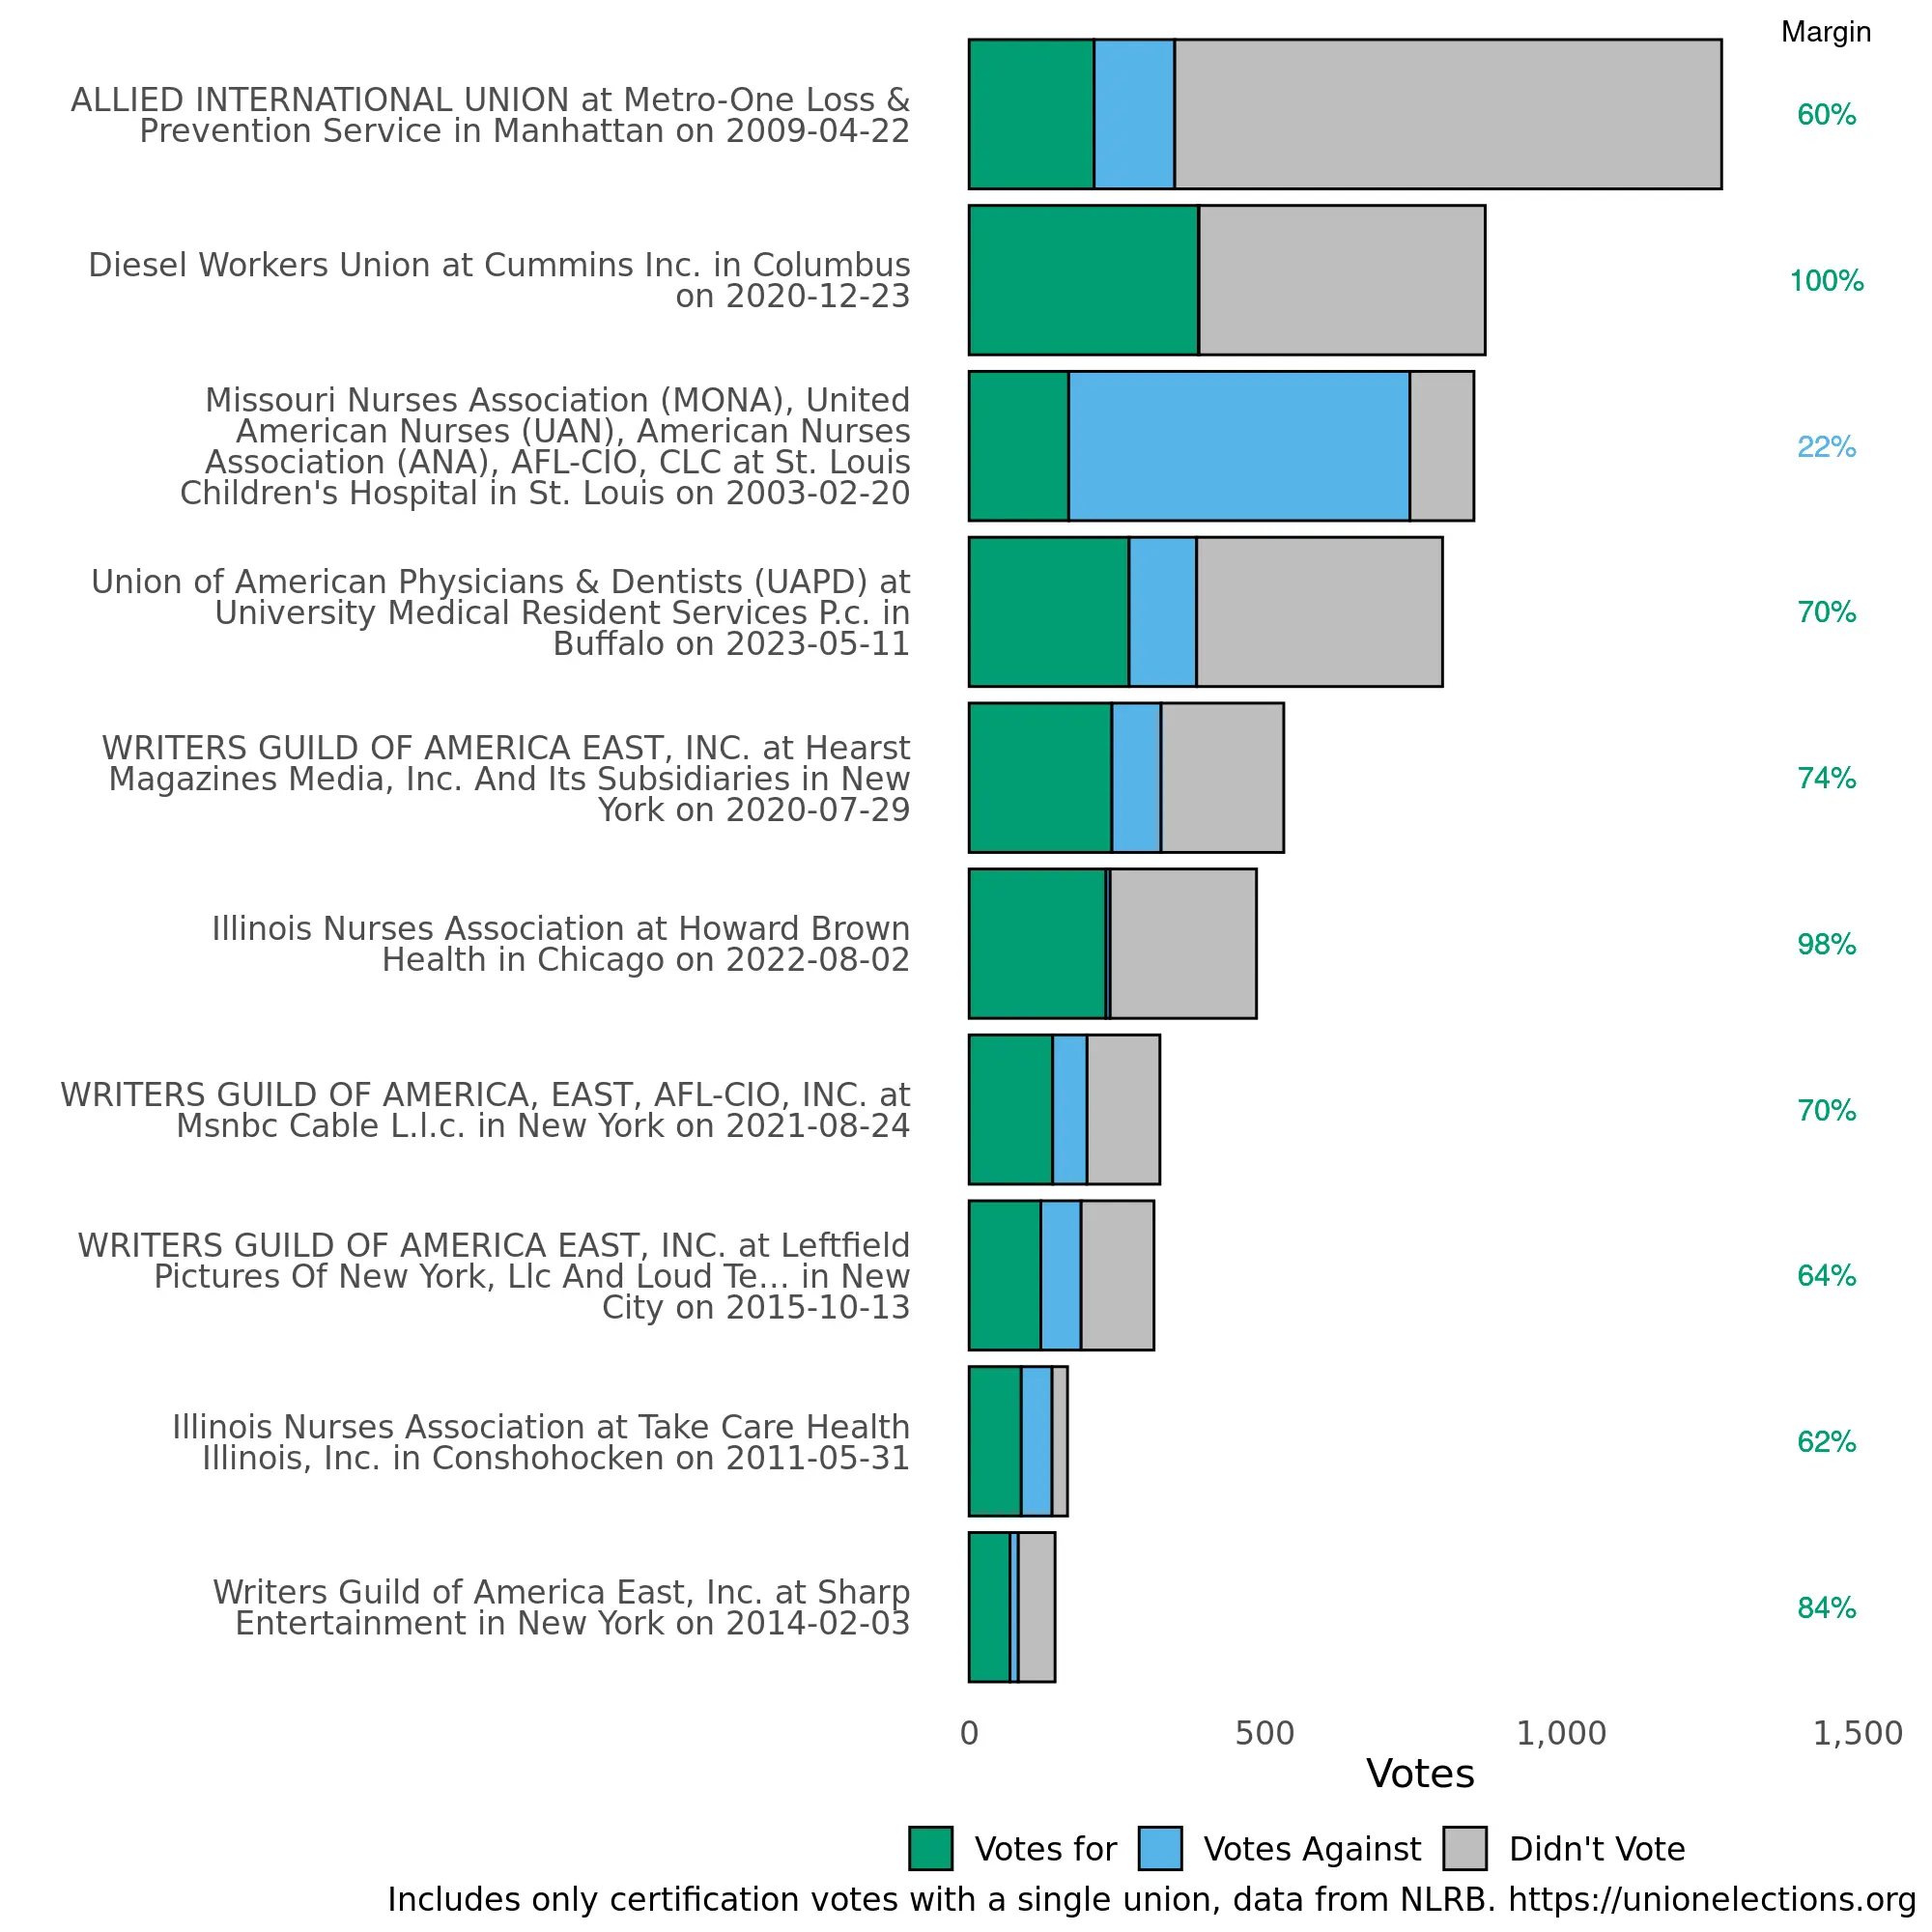 Margin
ALLIED INTERNATIONAL UNION at Metro-One Loss &
Prevention Service in Manhattan on 2009-04-22
60%
Diesel Workers Union at Cummins Inc. in Columbus
on 2020-12-23
100%
Missouri Nurses Association (MONA), United
American Nurses (UAN), American Nurses
Association (ANA), AFL-CIO, CLC at St. Louis
Children's Hospital in St. Louis on 2003-02-20
22%
Union of American Physicians & Dentists (UAPD) at
University Medical Resident Services P.c. in
Buffalo on 2023-05-11
70%
WRITERS GUILD OF AMERICA EAST, INC. at Hearst
Magazines Media, Inc. And Its Subsidiaries in New
York on 2020-07-29
74%
Illinois Nurses Association at Howard Brown
Health in Chicago on 2022-08-02
98%
WRITERS GUILD OF AMERICA, EAST, AFL-CIO, INC. at
Msnbc Cable L.l.c. in New York on 2021-08-24
70%
WRITERS GUILD OF AMERICA EAST, INC. at Leftfield
Pictures Of New York, Llc And Loud Te... in New
City on 2015-10-13
64%
Illinois Nurses Association at Take Care Health
Illinois, Inc. in Conshohocken on 2011-05-31
62%
Writers Guild of America East, Inc. at Sharp
Entertainment in New York on 2014-02-03
84%
0 500 1,000 1,500
Votes
Votes for Votes Against Didn't Vote
Includes only certification votes with a single union, data from NLRB. https://unionelections.org